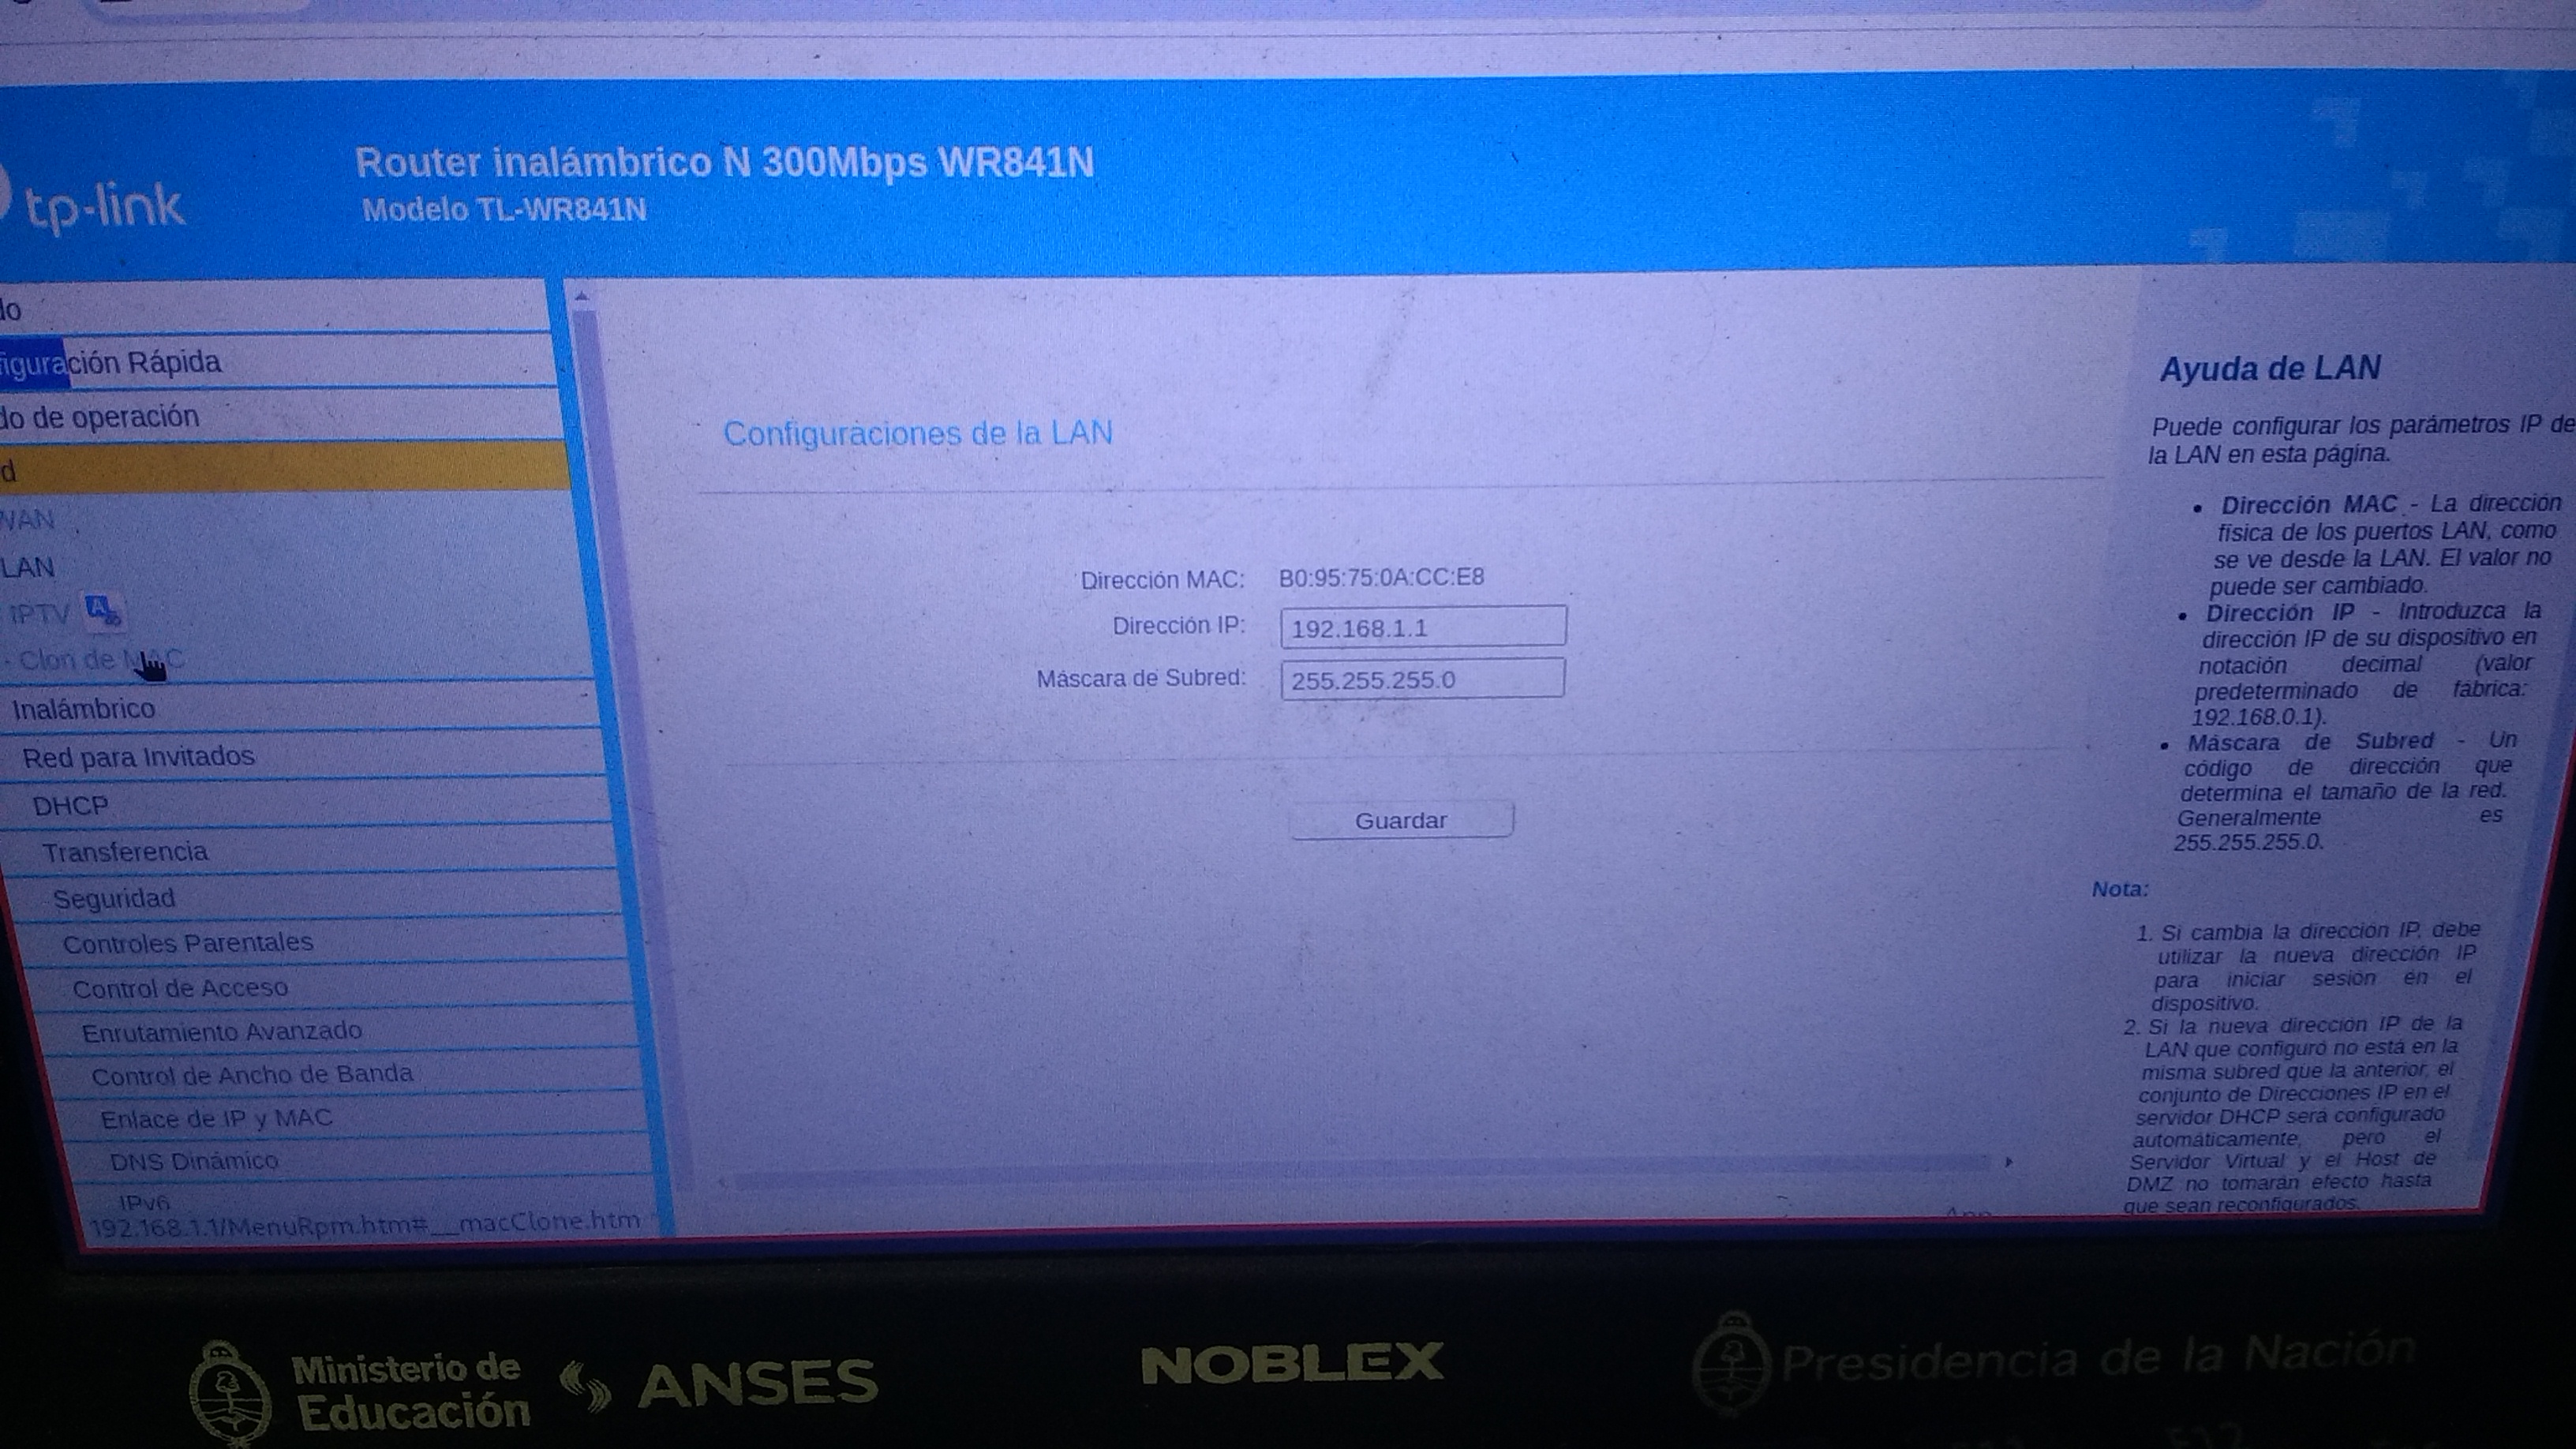 tp-link
Router inalámbrico N 300Mbps WR841N
Modelo TL-WR841N
do
figuración Rápida
do de operación
d
WAN
LAN
IPTV
- Clon de MAC
Inalámbrico
Red para Invitados
DHCP
Transferencia
Seguridad
Controles Parentales
Control de Acceso
Enrutamiento Avanzado
Control de Ancho de Banda
Enlace de IP y MAC
DNS Dinámico
IPv6
192.168.1.1/MenuRpm.htm#__macClone.htm
Configuraciones de la LAN
Dirección MAC: B0:95:75:0A:CC:E8
Dirección IP: 192.168.1.1
Máscara de Subred: 255.255.255.0
Guardar
Ayuda de LAN
Puede configurar los parámetros IP de
la LAN en esta página.
• Dirección MAC - La dirección
física de los puertos LAN, como
se ve desde la LAN. El valor no
puede ser cambiado.
• Dirección IP - Introduzca la
dirección IP de su dispositivo en
notación decimal (valor
predeterminado de fábrica:
192.168.0.1).
• Máscara de Subred - Un
código de dirección que
determina el tamaño de la red.
Generalmente es
255.255.255.0.
Nota:
1. Si cambia la dirección IP, debe
utilizar la nueva dirección IP
para iniciar sesión en el
dispositivo.
2. Si la nueva dirección IP de la
LAN que configuró no está en la
misma subred que la anterior, el
conjunto de Direcciones IP en el
servidor DHCP será configurado
automáticamente, pero el
Servidor Virtual y el Host de
DMZ no tomarán efecto hasta
que sean reconfigurados.
Ministerio de
Educación
ANSES
NOBLEX
Presidencia de la Nación